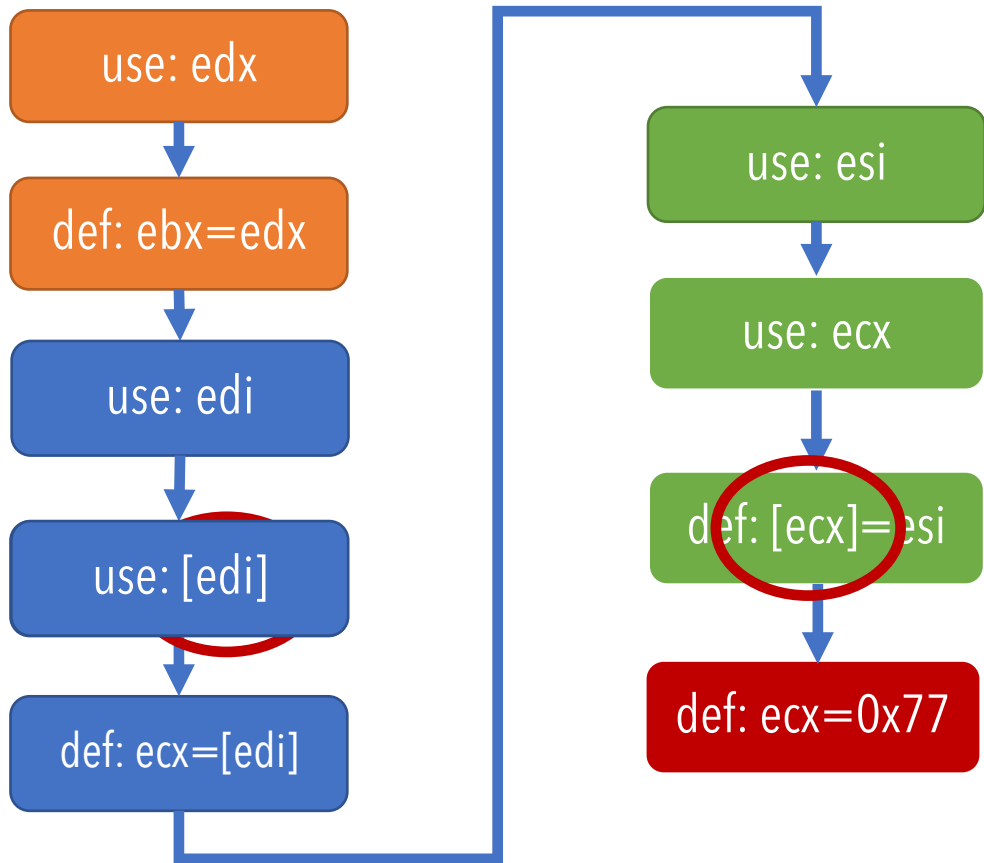 use: edx
def: ebx=edx
use: edi
use: [edi]
def: ecx=[edi]
use: esi
use: ecx
def: [ecx]=esi
def: ecx=0x77